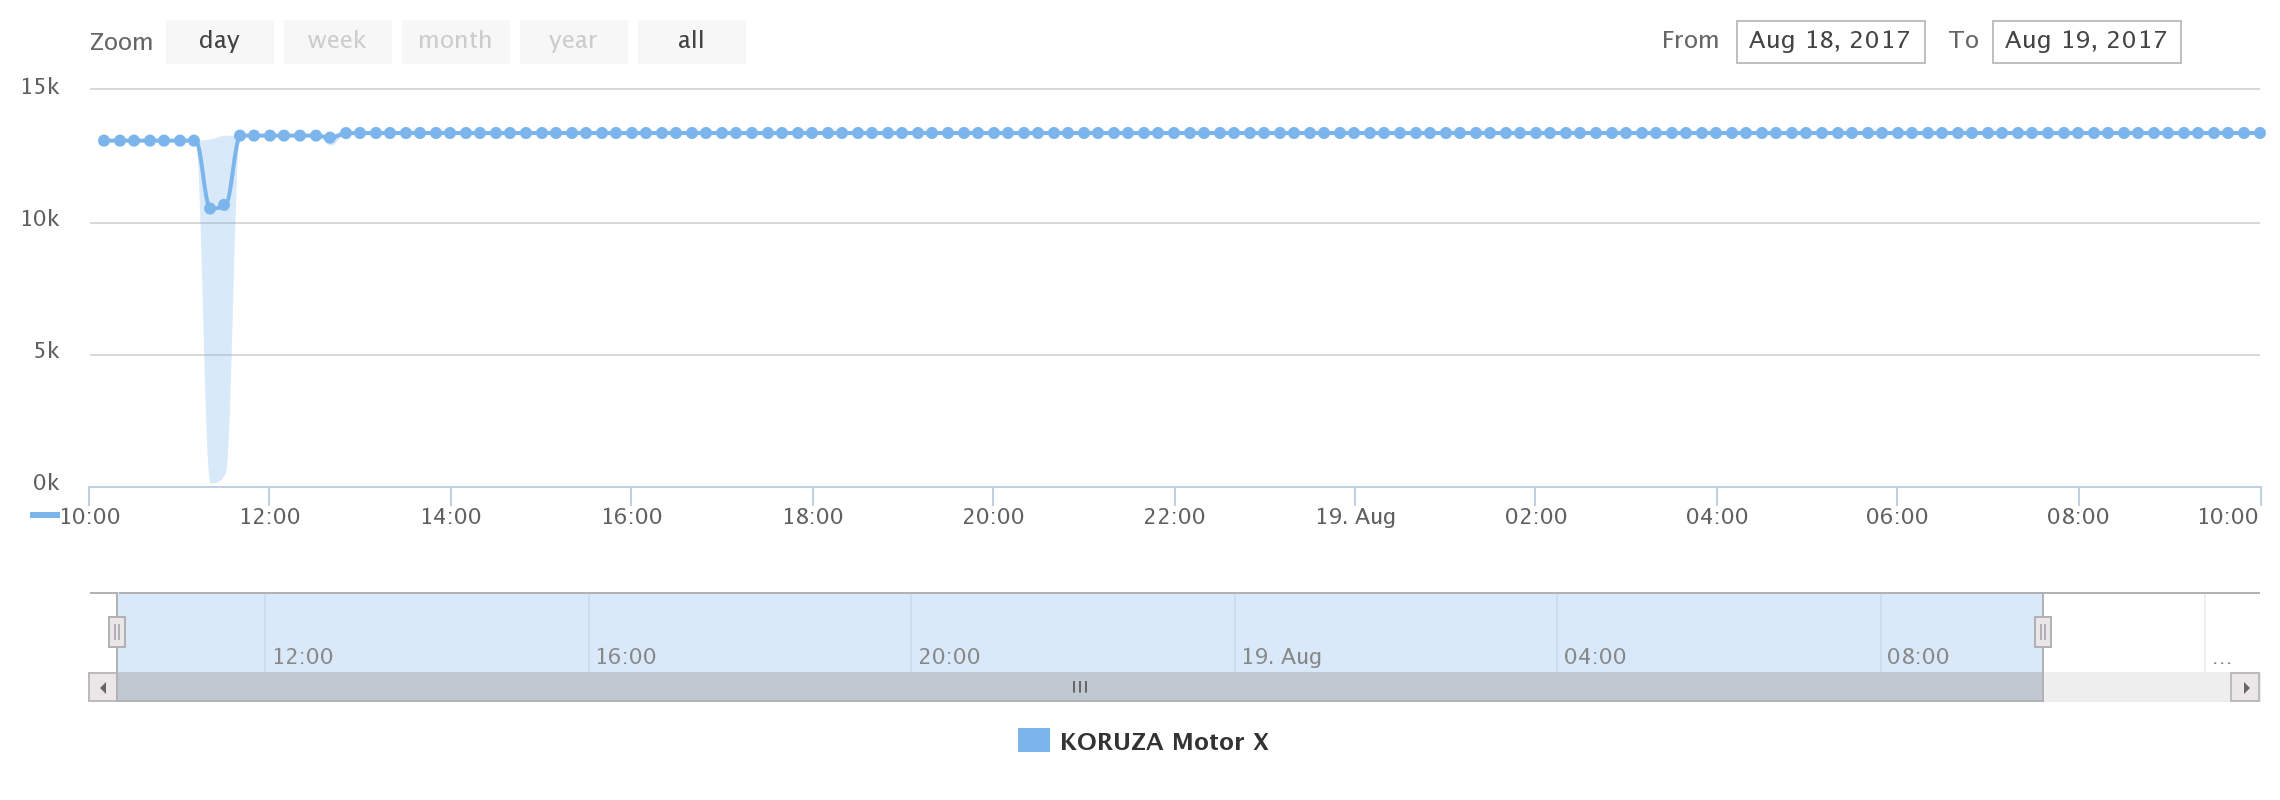 Zoom day week month year all From Aug 18, 2017 To Aug 19, 2017
15k
10k
5k
0k
10:00 12:00 14:00 16:00 18:00 20:00 22:00 19. Aug 02:00 04:00 06:00 08:00 10:00
12:00 16:00 20:00 19. Aug 04:00 08:00 ...
KORUZA Motor X